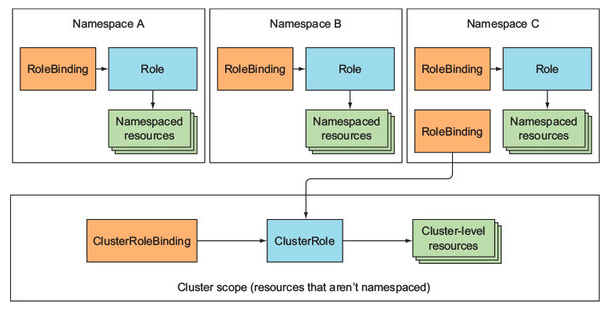 Namespace A
RoleBinding
Role
Namespaced
resources
Namespace B
RoleBinding
Role
Namespaced
resources
Namespace C
RoleBinding
Role
RoleBinding
Namespaced
resources
ClusterRoleBinding
ClusterRole
Cluster-level
resources
Cluster scope (resources that aren't namespaced)